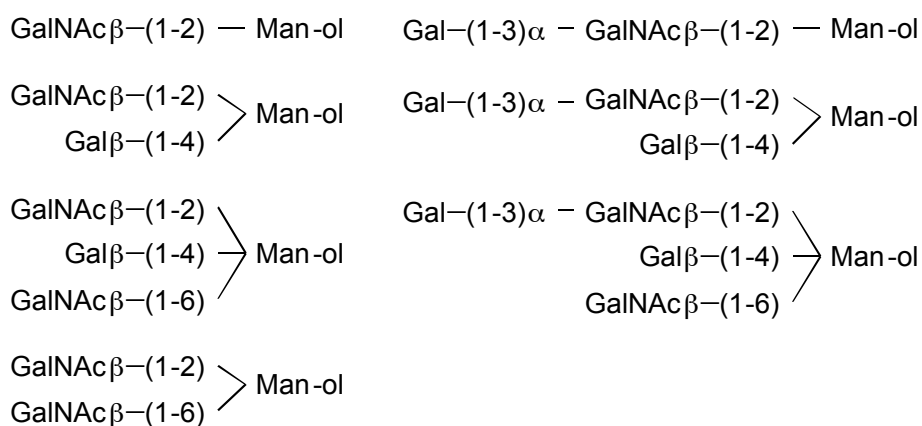 GalNAcβ–(1-2) – Man-ol
GalNAcβ–(1-2)
Galβ–(1-4)
Man-ol
GalNAcβ–(1-2)
Galβ–(1-4)
GalNAcβ–(1-6)
Man-ol
GalNAcβ–(1-2)
GalNAcβ–(1-6)
Man-ol
Gal–(1-3)α – GalNAcβ–(1-2) – Man-ol
Gal–(1-3)α – GalNAcβ–(1-2)
Galβ–(1-4)
Man-ol
Gal–(1-3)α – GalNAcβ–(1-2)
Galβ–(1-4)
GalNAcβ–(1-6)
Man-ol